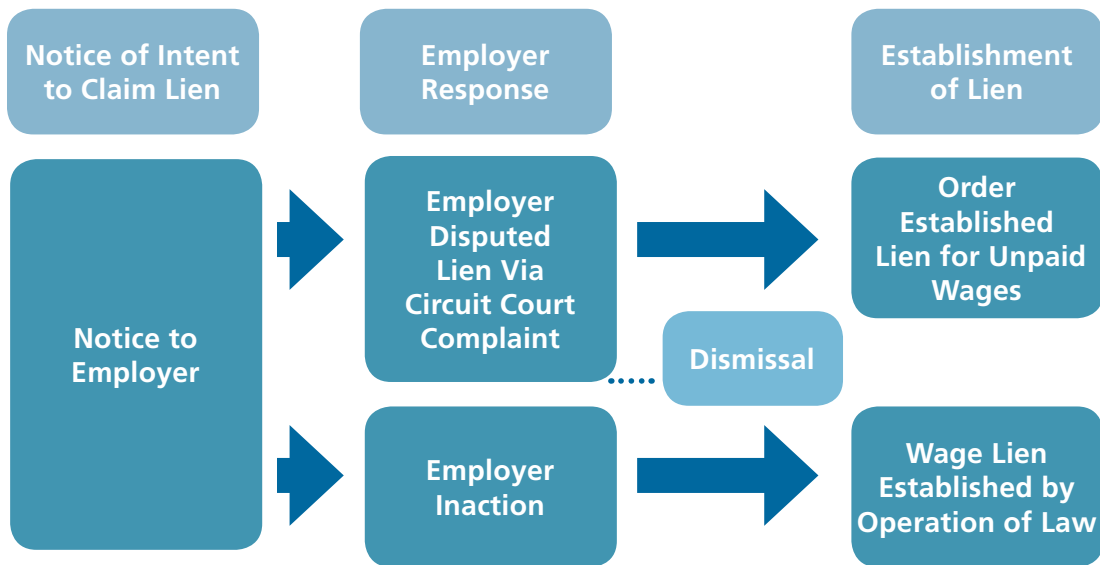 Notice of Intent
to Claim Lien
Employer
Response
Establishment
of Lien
Notice to
Employer
Employer
Disputed
Lien Via
Circuit Court
Complaint
Order
Established
Lien for Unpaid
Wages
Dismissal
Employer
Inaction
Wage Lien
Established by
Operation of Law